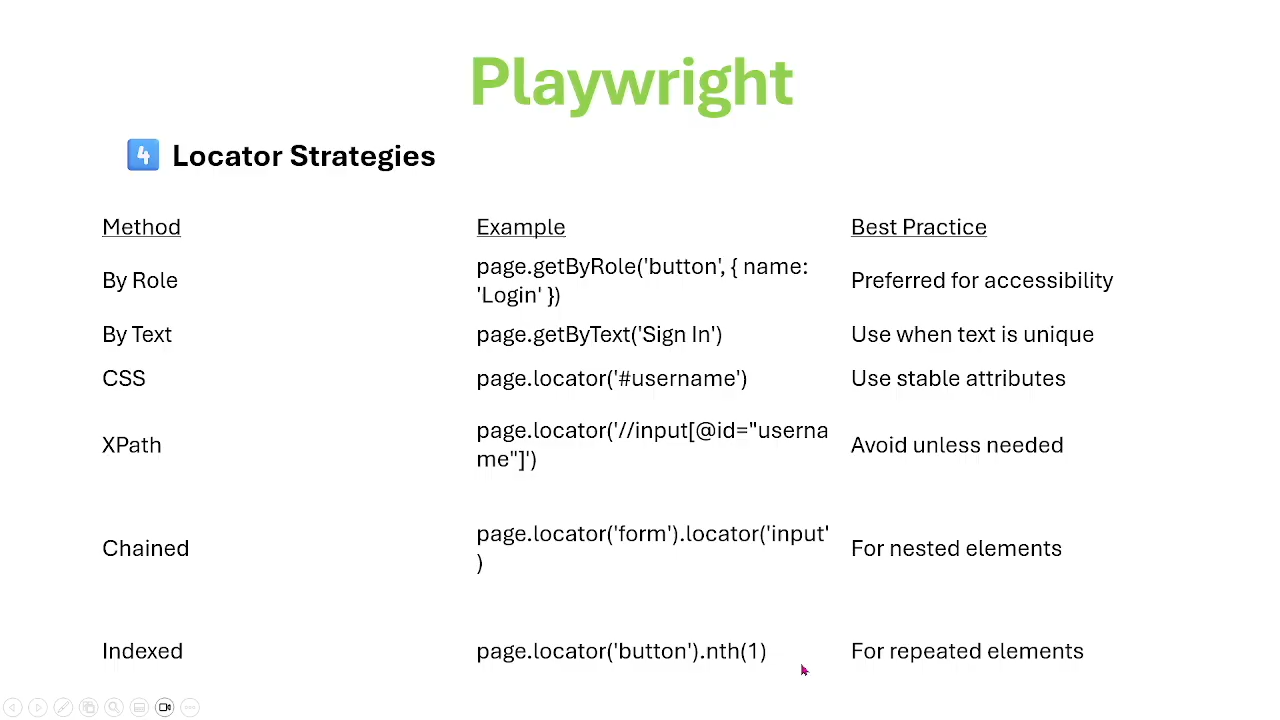 Playwright
4 Locator Strategies
Method
Example
Best Practice
By Role
page.getByRole('button', { name:
'Login' })
Preferred for accessibility
By Text
page.getByText('Sign In')
Use when text is unique
CSS
page.locator('#username')
Use stable attributes
XPath
page.locator('//input[@id="userna
me"]')
Avoid unless needed
Chained
page.locator('form').locator('input'
)
For nested elements
Indexed
page.locator('button').nth(1)
For repeated elements